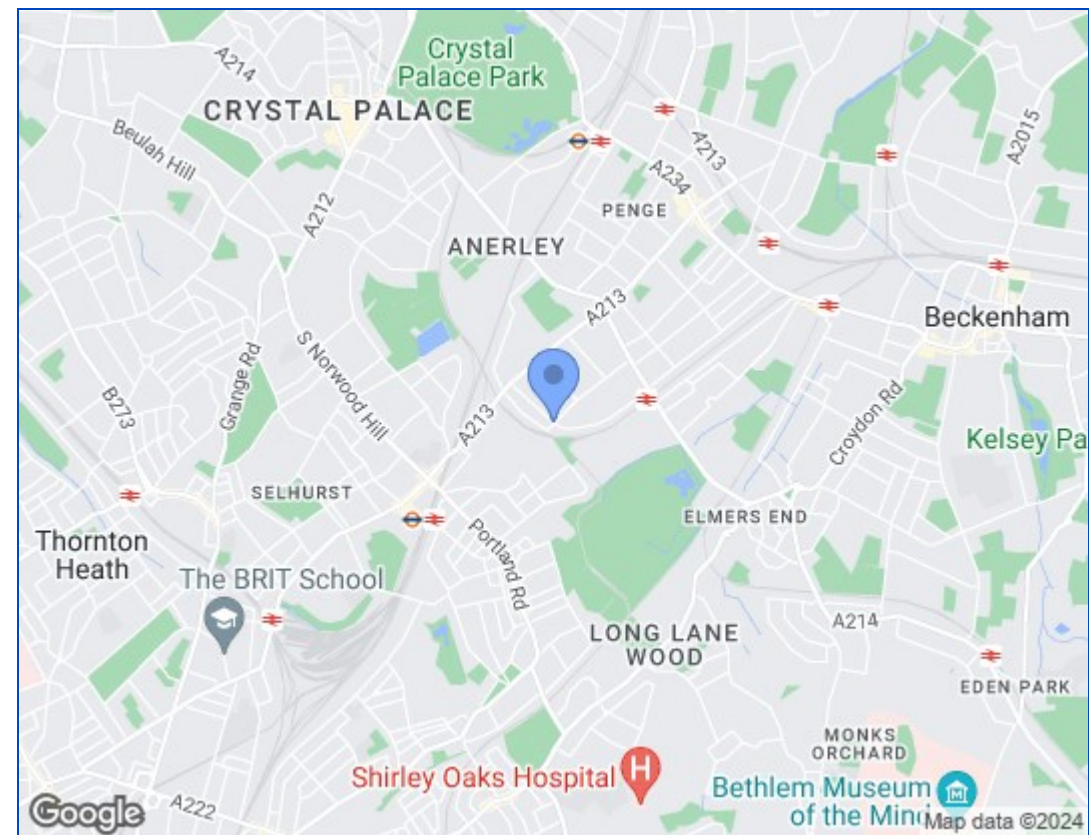 Crystal
Palace Park
A214
CRYSTAL PALACE
A213
A2015
Beulah Hill
A234
A212
PENGE
ANERLEY
A213
Beckenham
S Norwood Hill
Grange Rd
B273
A213
Croydon Rd
Kelsey Pa
SELHURST
ELMERS END
Portland Rd
Thornton
Heath
The BRIT School
A214
LONG LANE
WOOD
EDEN PARK
MONKS
ORCHARD
Shirley Oaks Hospital
H
Bethlem Museum
of the Mind
A222
Google
Map data ©2024